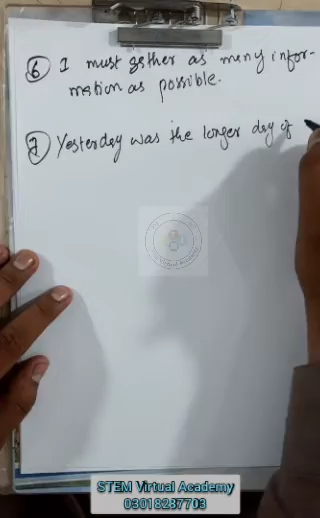 6 I must gather as many infor-
mation as possible.
7 Yesterday was the longer day of
STEM Virtual Academy
03018287703